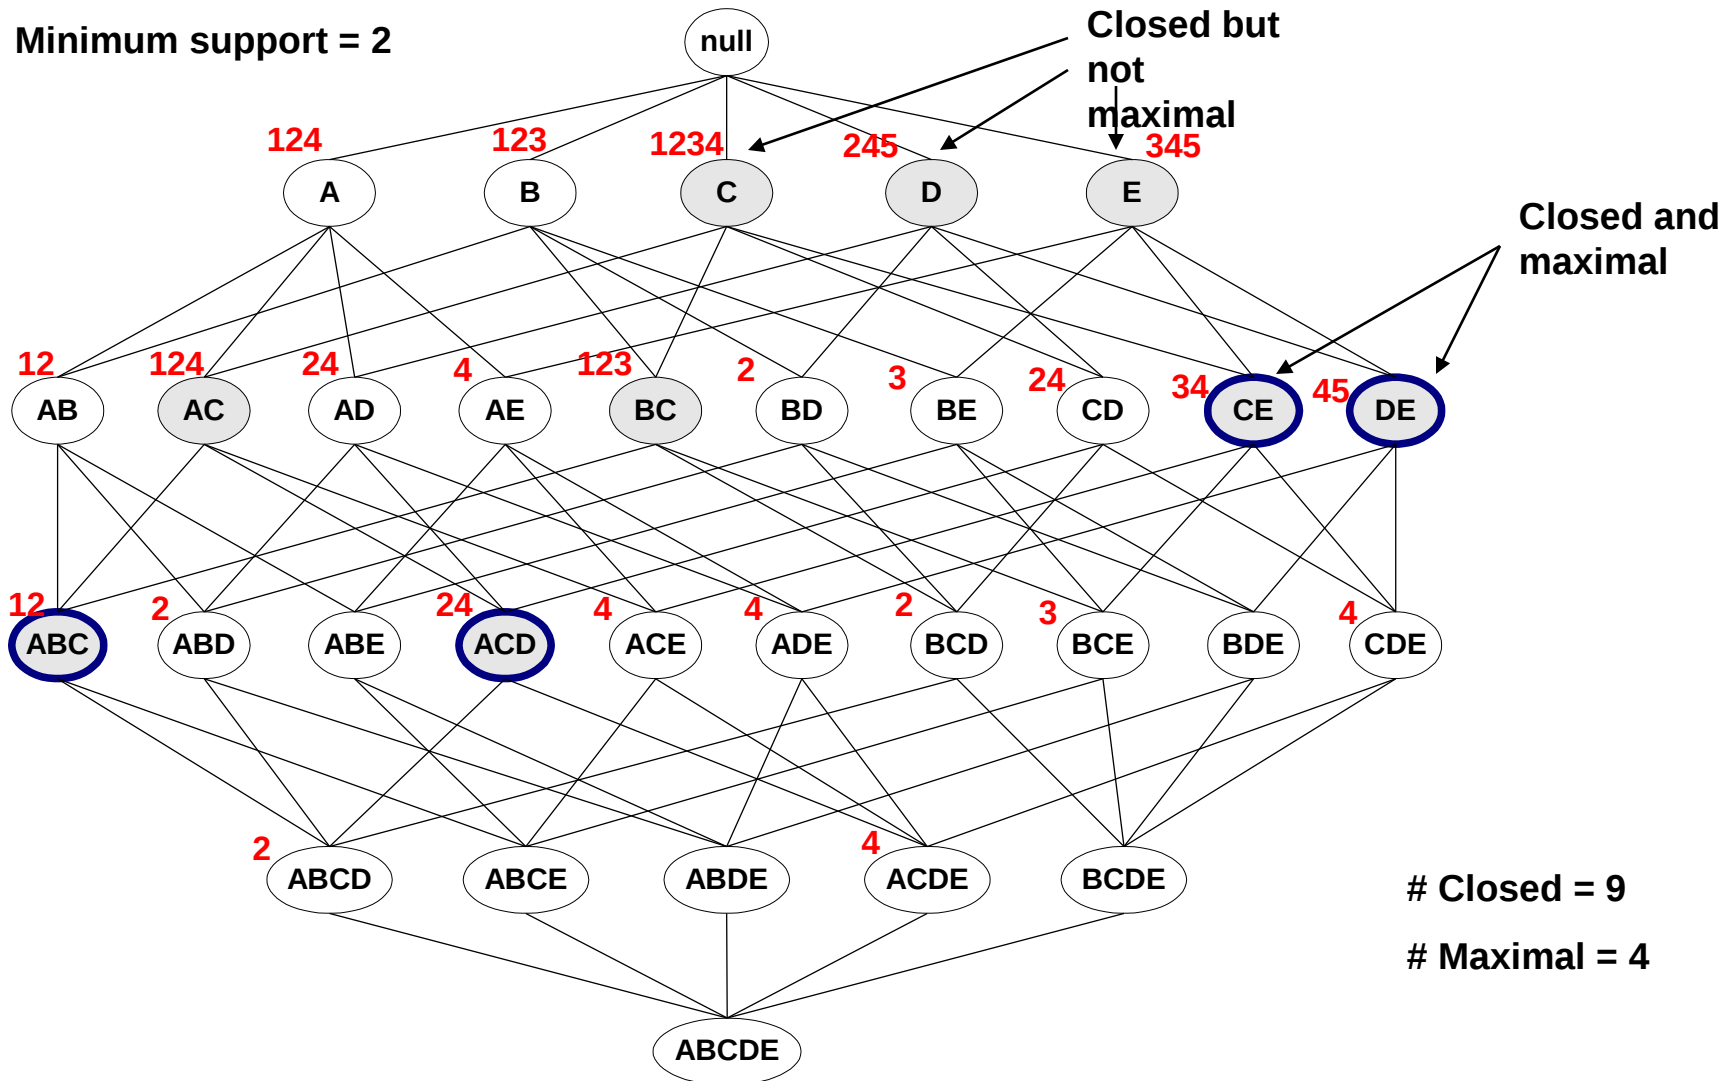 Minimum support = 2
null
Closed but
not
maximal
124
123
1234
245
345
A
B
C
D
E
Closed and
maximal
12
124
24
4
123
2
3
24
34
45
AB
AC
AD
AE
BC
BD
BE
CD
CE
DE
12
2
24
4
4
2
3
4
ABC
ABD
ABE
ACD
ACE
ADE
BCD
BCE
BDE
CDE
2
4
ABCD
ABCE
ABDE
ACDE
BCDE
# Closed = 9
# Maximal = 4
ABCDE